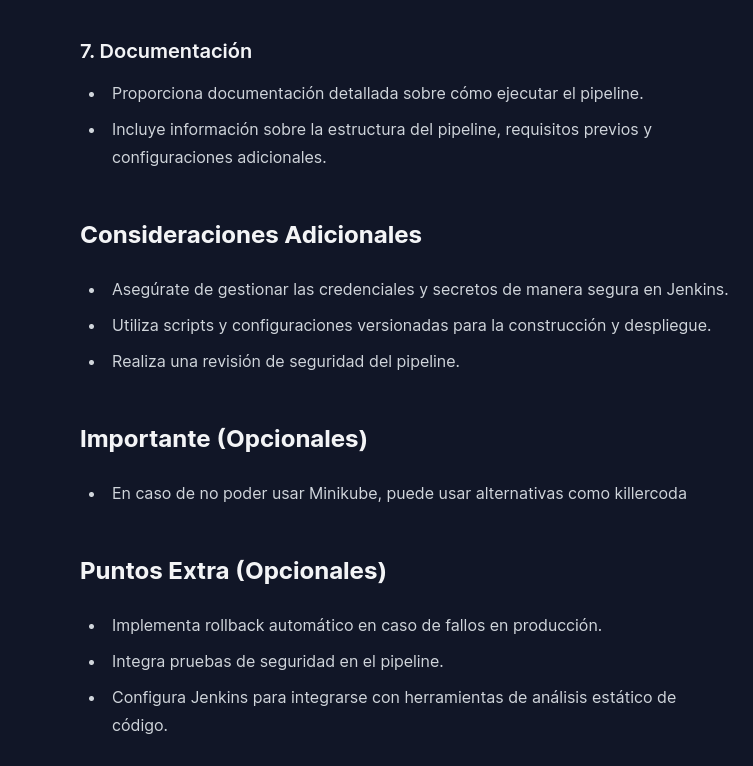 7. Documentación
• Proporciona documentación detallada sobre cómo ejecutar el pipeline.
• Incluye información sobre la estructura del pipeline, requisitos previos y
configuraciones adicionales.
Consideraciones Adicionales
• Asegúrate de gestionar las credenciales y secretos de manera segura en Jenkins.
• Utiliza scripts y configuraciones versionadas para la construcción y despliegue.
• Realiza una revisión de seguridad del pipeline.
Importante (Opcionales)
• En caso de no poder usar Minikube, puede usar alternativas como killercoda
Puntos Extra (Opcionales)
• Implementa rollback automático en caso de fallos en producción.
• Integra pruebas de seguridad en el pipeline.
• Configura Jenkins para integrarse con herramientas de análisis estático de
código.